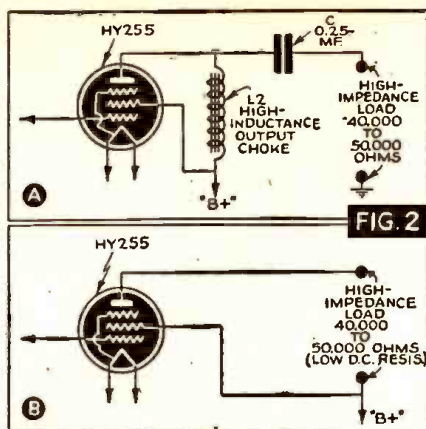 HY255
C
0.25-
MF.
L2
HIGH-
INDUCTANCE
OUTPUT
CHOKE
HIGH-
IMPEDANCE
LOAD
40,000
TO
50,000
OHMS
"B+"
A
FIG. 2
HY255
HIGH-
IMPEDANCE
LOAD
40,000
TO
50,000 OHMS
(LOW D.C. RESIS.)
B
"B+"